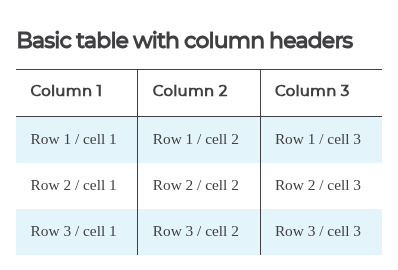 Basic table with column headers
Column 1 Column 2 Column 3
Row 1 / cell 1 Row 1 / cell 2 Row 1 / cell 3
Row 2 / cell 1 Row 2 / cell 2 Row 2 / cell 3
Row 3 / cell 1 Row 3 / cell 2 Row 3 / cell 3